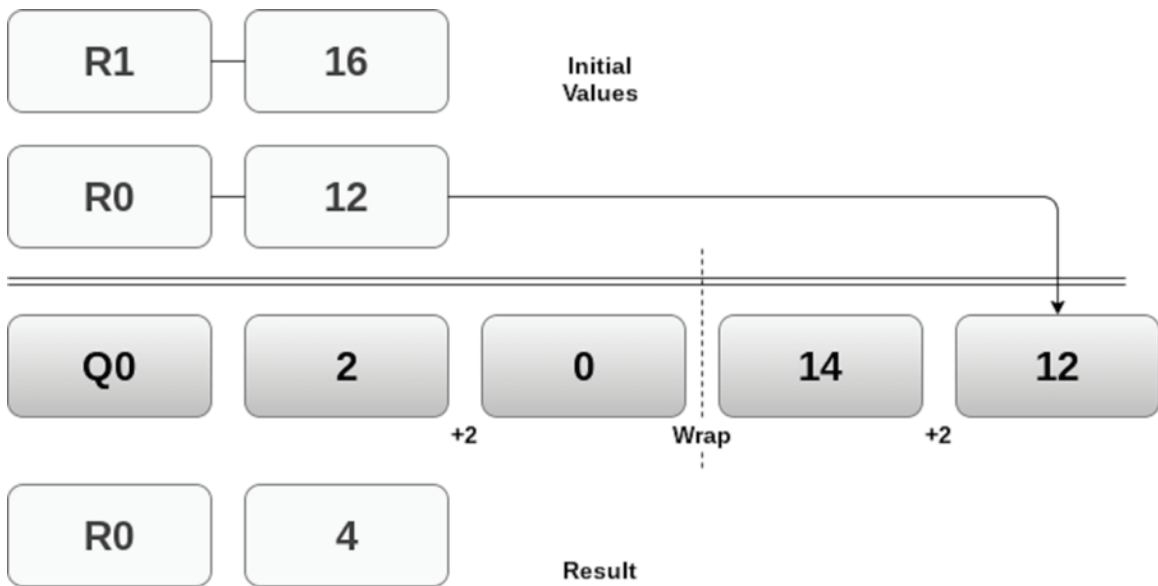 R1 16
Initial
Values
R0 12
Q0 2 0 14 12
+2 Wrap +2
R0 4
Result